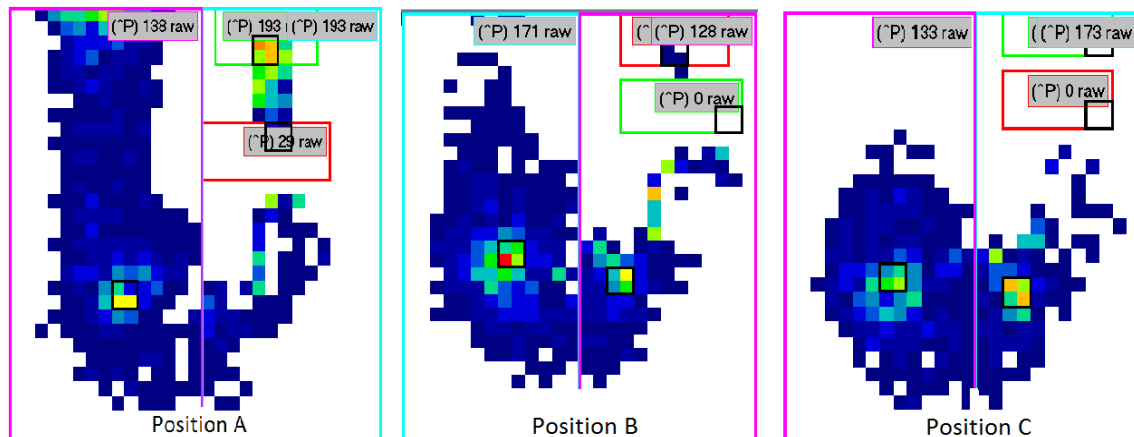 (^P) 138 raw
(^P) 193
(^P) 193 raw
(^P) 29 raw
Position A
(^P) 171 raw
(^P) 128 raw
(^P) 0 raw
Position B
(^P) 133 raw
(^P) 173 raw
(^P) 0 raw
Position C